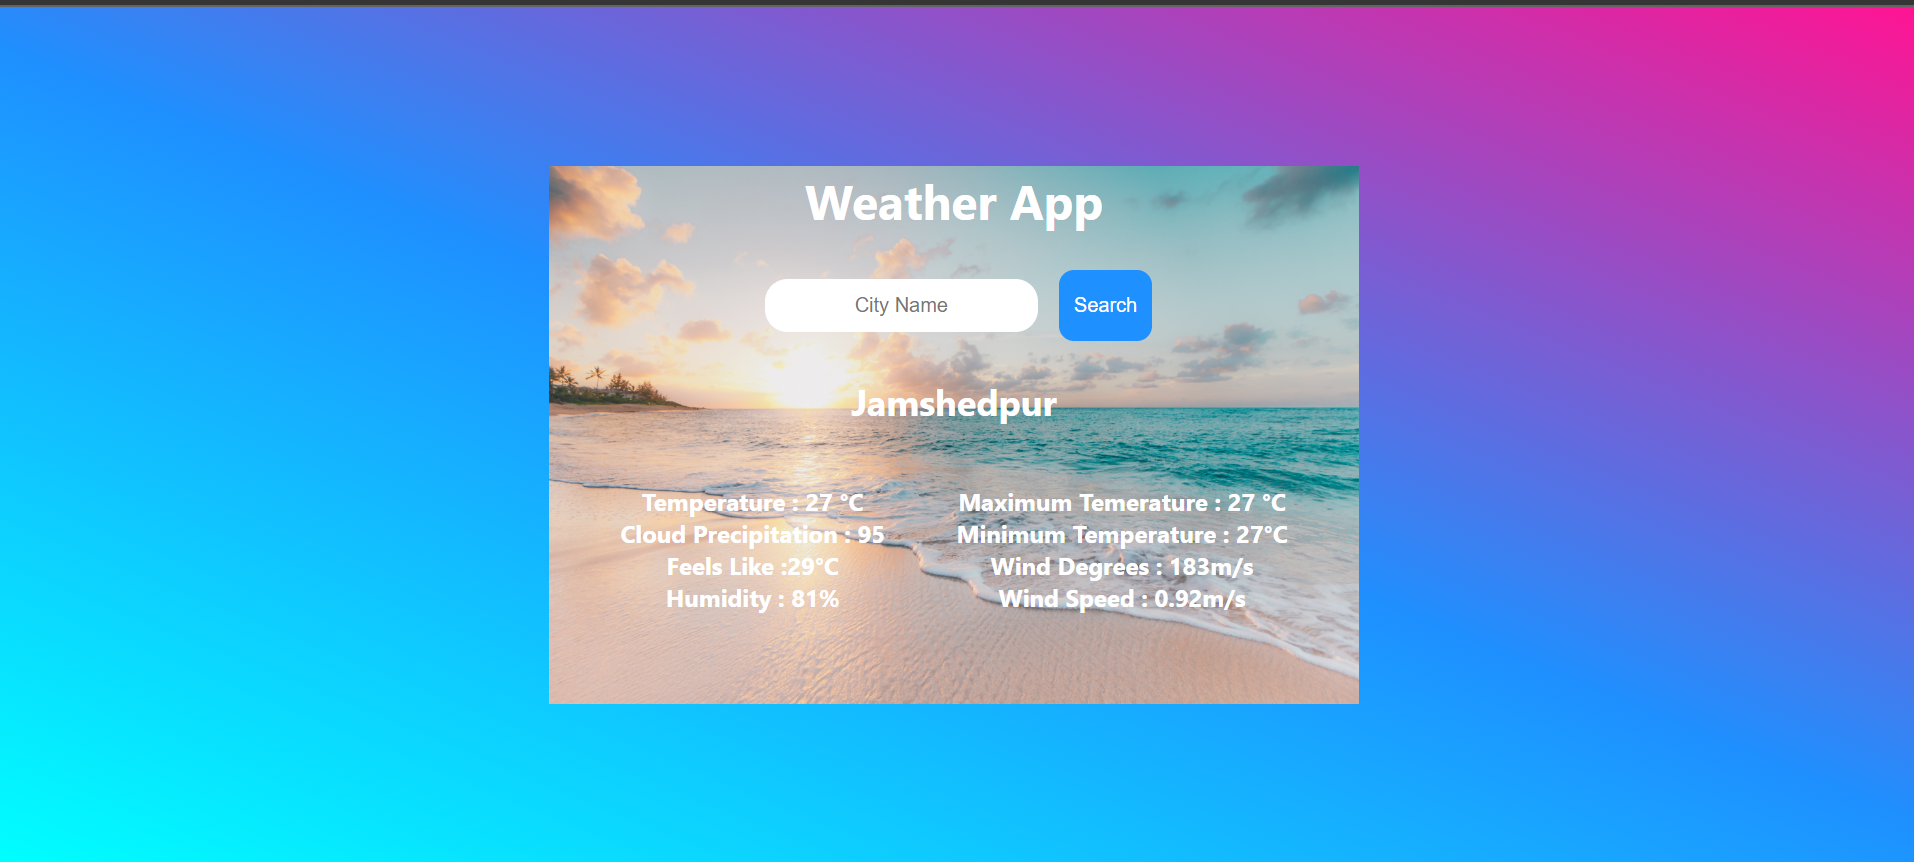 Weather App
City Name
Search
Jamshedpur
Temperature : 27 °C
Cloud Precipitation : 95
Feels Like :29°C
Humidity : 81%
Maximum Temerature : 27 °C
Minimum Temperature : 27°C
Wind Degrees : 183m/s
Wind Speed : 0.92m/s